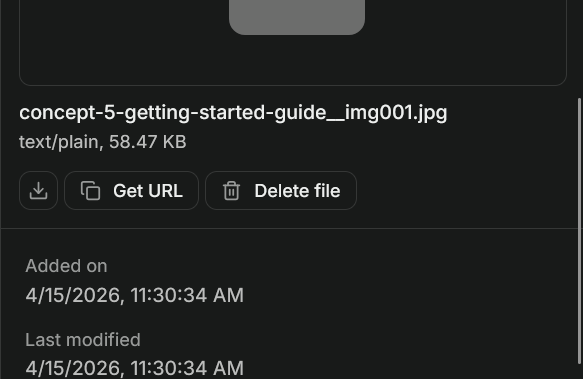 concept-5-getting-started-guide__img001.jpg
text/plain, 58.47 KB
Get URL
Delete file
Added on
4/15/2026, 11:30:34 AM
Last modified
4/15/2026, 11:30:34 AM